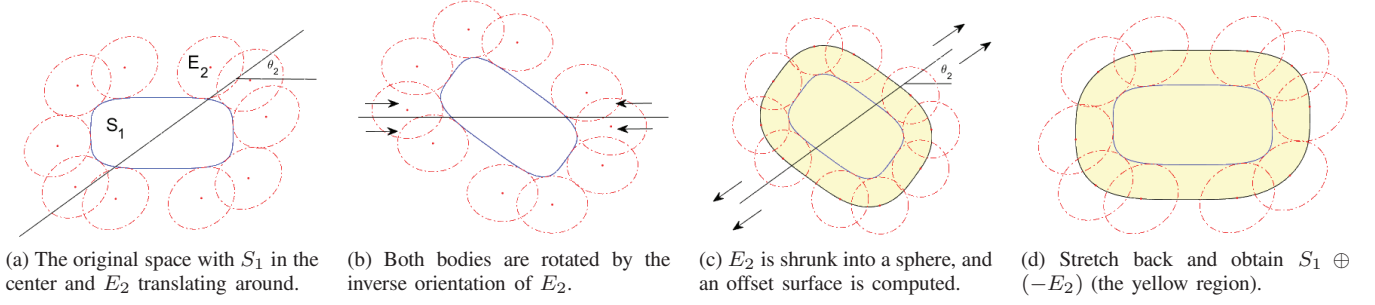 E₂
θ₂
S₁
θ₂
(a) The original space with S₁ in the
center and E₂ translating around.
(b) Both bodies are rotated by the
inverse orientation of E₂.
(c) E₂ is shrunk into a sphere, and
an offset surface is computed.
(d) Stretch back and obtain S₁ ⊕
(−E₂) (the yellow region).